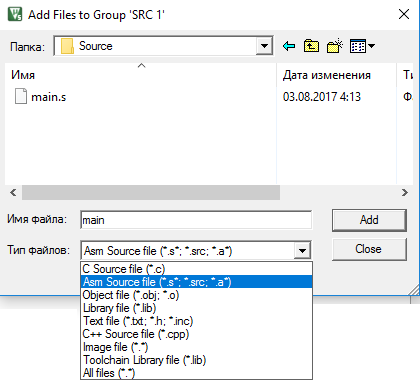 Add Files to Group 'SRC 1'
Папка: Source
Имя Дата изменения Ти
main.s 03.08.2017 4:13 Ф
Имя файла: main Add
Тип файлов: Asm Source file (*.s*; *.src; *.a*) Close
C Source file (*.c)
Asm Source file (*.s*; *.src; *.a*)
Object file (*.obj; *.o)
Library file (*.lib)
Text file (*.txt; *.h; *.inc)
C++ Source file (*.cpp)
Image file (*.*)
Toolchain Library file (*.lib)
All files (*.*)